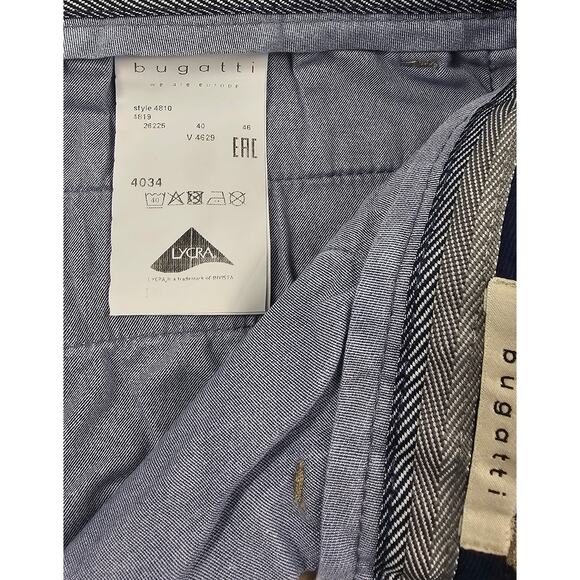 bugatti
we are europe
style 4810
4819
26225 40 46
V 4629
EAC
4034
40
LYCRA
LYCRA is a trademark of INVISTA
bugatti